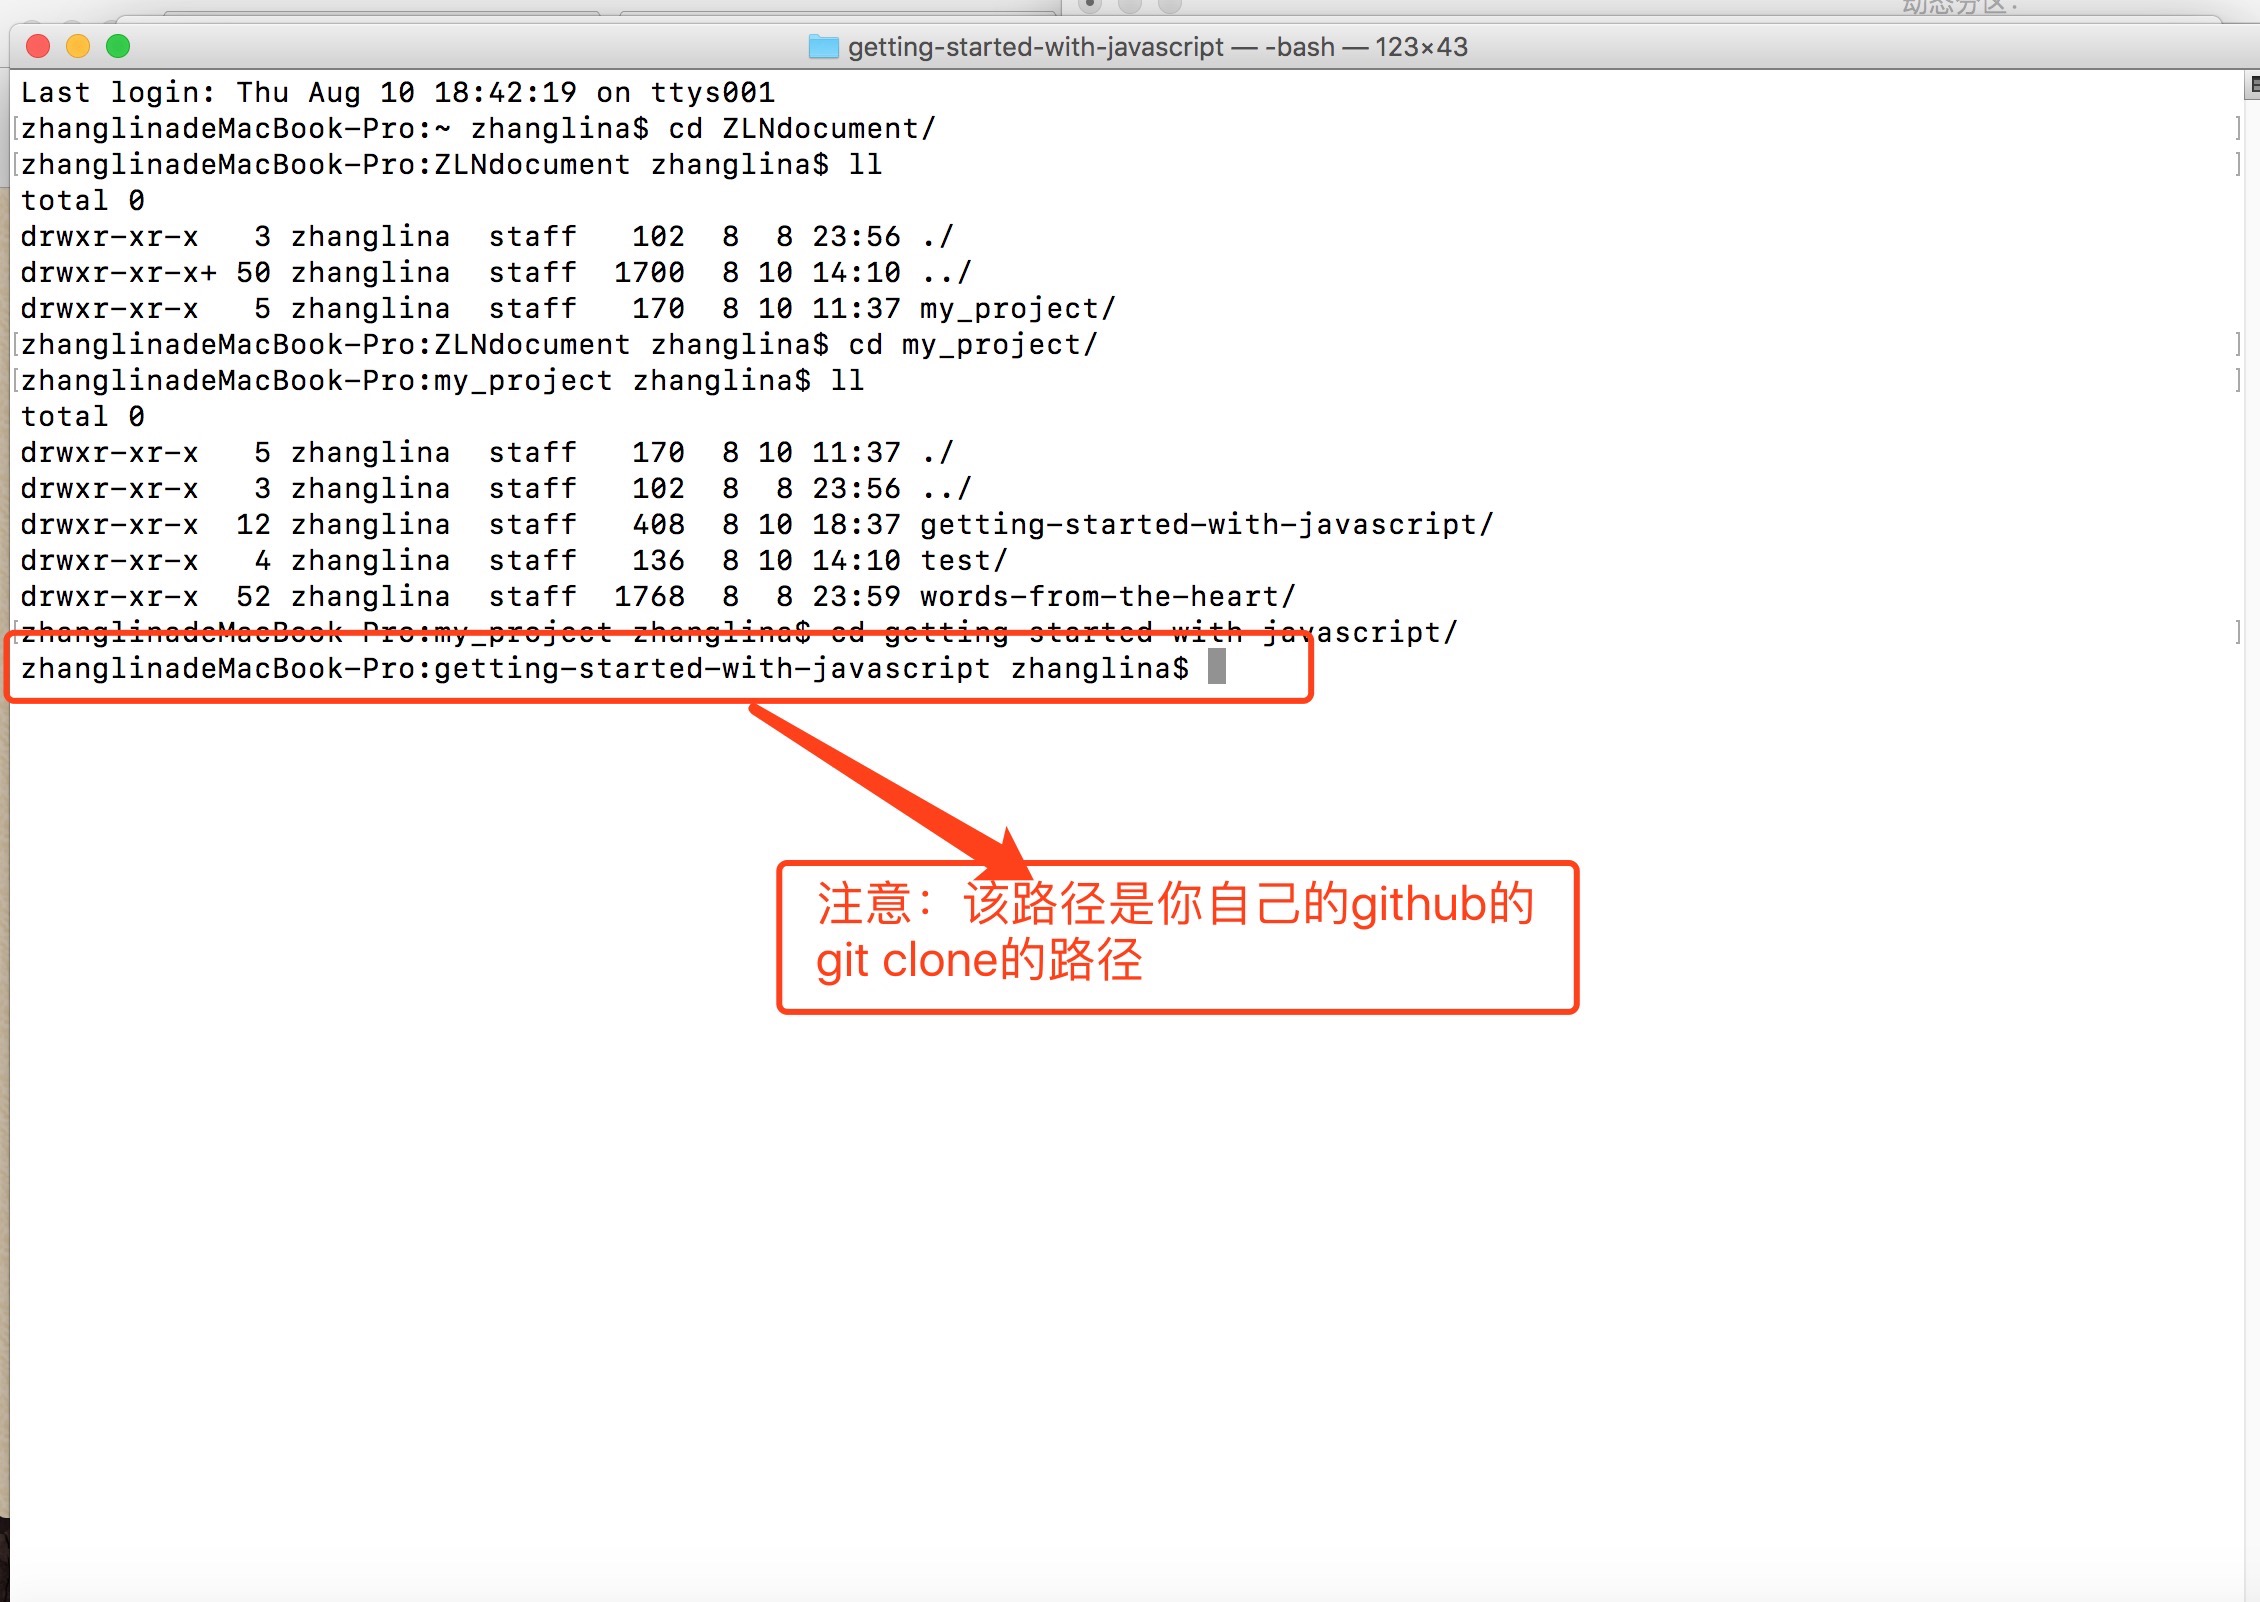 动态分区:
getting-started-with-javascript — -bash — 123×43
Last login: Thu Aug 10 18:42:19 on ttys001
[zhanglinadeMacBook-Pro:~ zhanglina$ cd ZLNdocument/ ]
[zhanglinadeMacBook-Pro:ZLNdocument zhanglina$ ll ]
total 0
drwxr-xr-x   3 zhanglina  staff   102  8  8 23:56 ./
drwxr-xr-x+ 50 zhanglina  staff  1700  8 10 14:10 ../
drwxr-xr-x   5 zhanglina  staff   170  8 10 11:37 my_project/
[zhanglinadeMacBook-Pro:ZLNdocument zhanglina$ cd my_project/ ]
[zhanglinadeMacBook-Pro:my_project zhanglina$ ll ]
total 0
drwxr-xr-x   5 zhanglina  staff   170  8 10 11:37 ./
drwxr-xr-x   3 zhanglina  staff   102  8  8 23:56 ../
drwxr-xr-x  12 zhanglina  staff   408  8 10 18:37 getting-started-with-javascript/
drwxr-xr-x   4 zhanglina  staff   136  8 10 14:10 test/
drwxr-xr-x  52 zhanglina  staff  1768  8  8 23:59 words-from-the-heart/
[zhanglinadeMacBook-Pro:my_project zhanglina$ cd getting-started-with-javascript/ ]
zhanglinadeMacBook-Pro:getting-started-with-javascript zhanglina$
注意：该路径是你自己的github的
git clone的路径